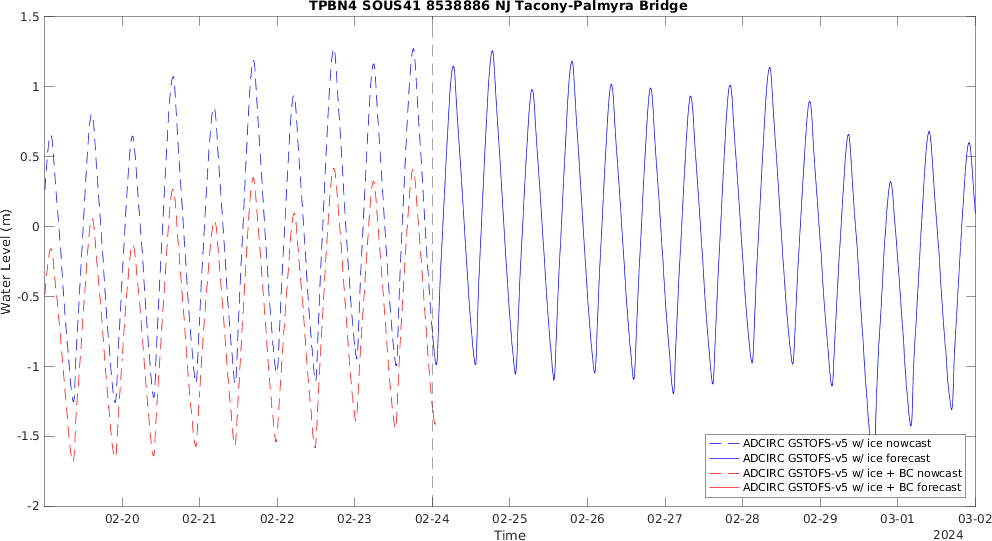 TPBN4 SOUS41 8538886 NJ Tacony-Palmyra Bridge
1.5
1
0.5
0
-0.5
-1
-1.5
-2
Water Level (m)
ADCIRC GSTOFS-v5 w/ ice nowcast
ADCIRC GSTOFS-v5 w/ ice forecast
ADCIRC GSTOFS-v5 w/ ice + BC nowcast
ADCIRC GSTOFS-v5 w/ ice + BC forecast
02-20 02-21 02-22 02-23 02-24 02-25 02-26 02-27 02-28 02-29 03-01 03-02
Time
2024